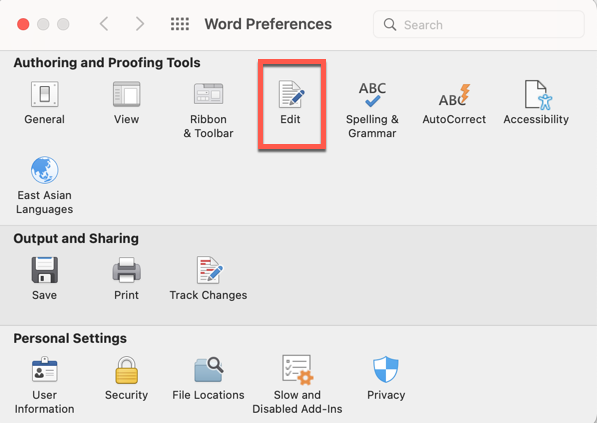 Word Preferences
Search
Authoring and Proofing Tools
General
View
Ribbon
& Toolbar
Edit
ABC
Spelling &
Grammar
ABC
AutoCorrect
Accessibility
East Asian
Languages
Output and Sharing
Save
Print
Track Changes
Personal Settings
User
Information
Security
File Locations
Slow and
Disabled Add-Ins
Privacy